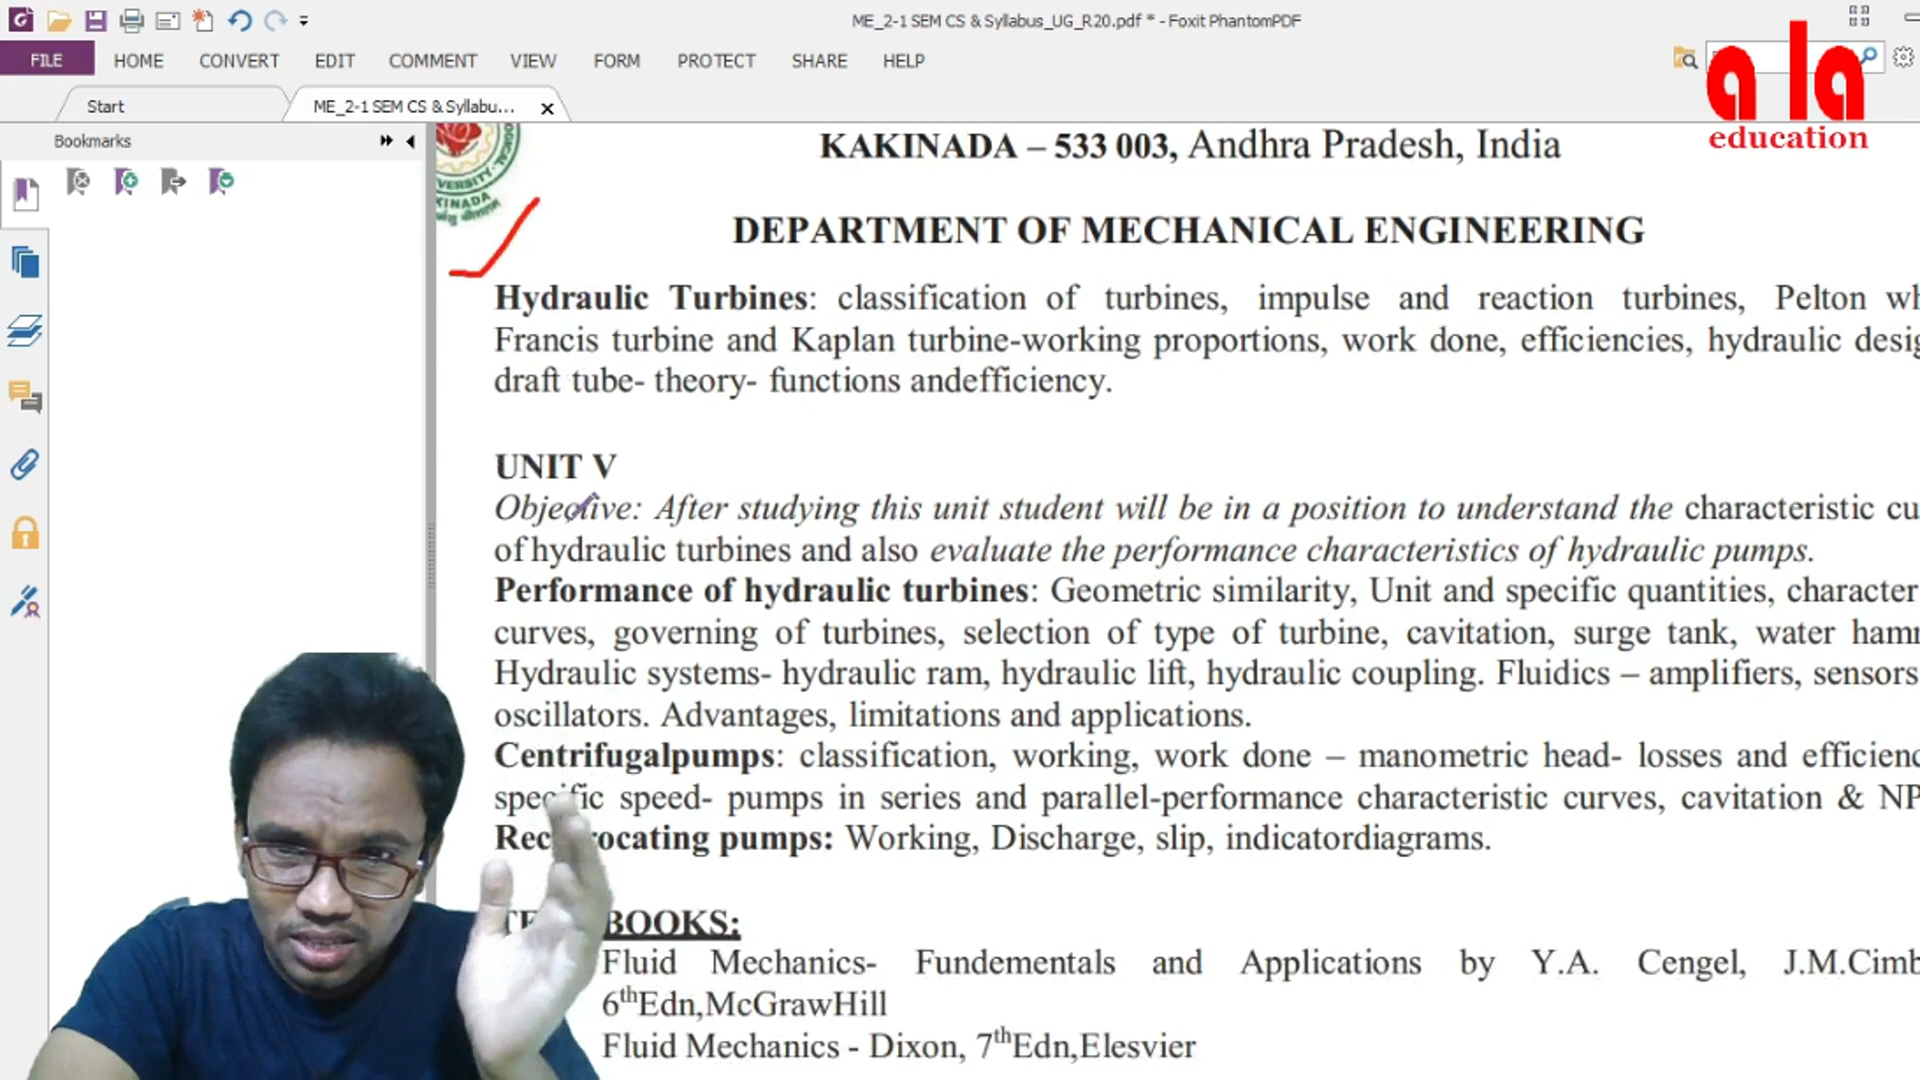 ME_2-1 SEM CS & Syllabus_UG_R20.pdf * - Foxit PhantomPDF
FILE HOME CONVERT EDIT VIEW COMMENT FORM PROTECT SHARE HELP
a la
education
Start ME_2-1 SEM CS & Syllabu...
Bookmarks
VERSITY
KINADA
KAKINADA – 533 003, Andhra Pradesh, India
DEPARTMENT OF MECHANICAL ENGINEERING
Hydraulic Turbines: classification of turbines, impulse and reaction turbines, Pelton
Francis turbine and Kaplan turbine-working proportions, work done, efficiencies, hydraulic
draft tube- theory- functions andefficiency.
UNIT V
Objective: After studying this unit student will be in a position to understand the characteristic
of hydraulic turbines and also evaluate the performance characteristics of hydraulic pumps.
Performance of hydraulic turbines: Geometric similarity, Unit and specific quantities, character
curves, governing of turbines, selection of type of turbine, cavitation, surge tank, water
Hydraulic systems- hydraulic ram, hydraulic lift, hydraulic coupling. Fluidics – amplifiers, sensors
oscillators. Advantages, limitations and applications.
Centrifugalpumps: classification, working, work done – manometric head- losses and
specific speed- pumps in series and parallel-performance characteristic curves, cavitation & NP
pumps: Working, Discharge, slip, indicatordiagrams.
BOOKS:
Fluid Mechanics- Fundementals and Applications by Y.A. Cengel,
6thEdn,McGrawHill
Fluid Mechanics - Dixon, 7thEdn,Elesvier